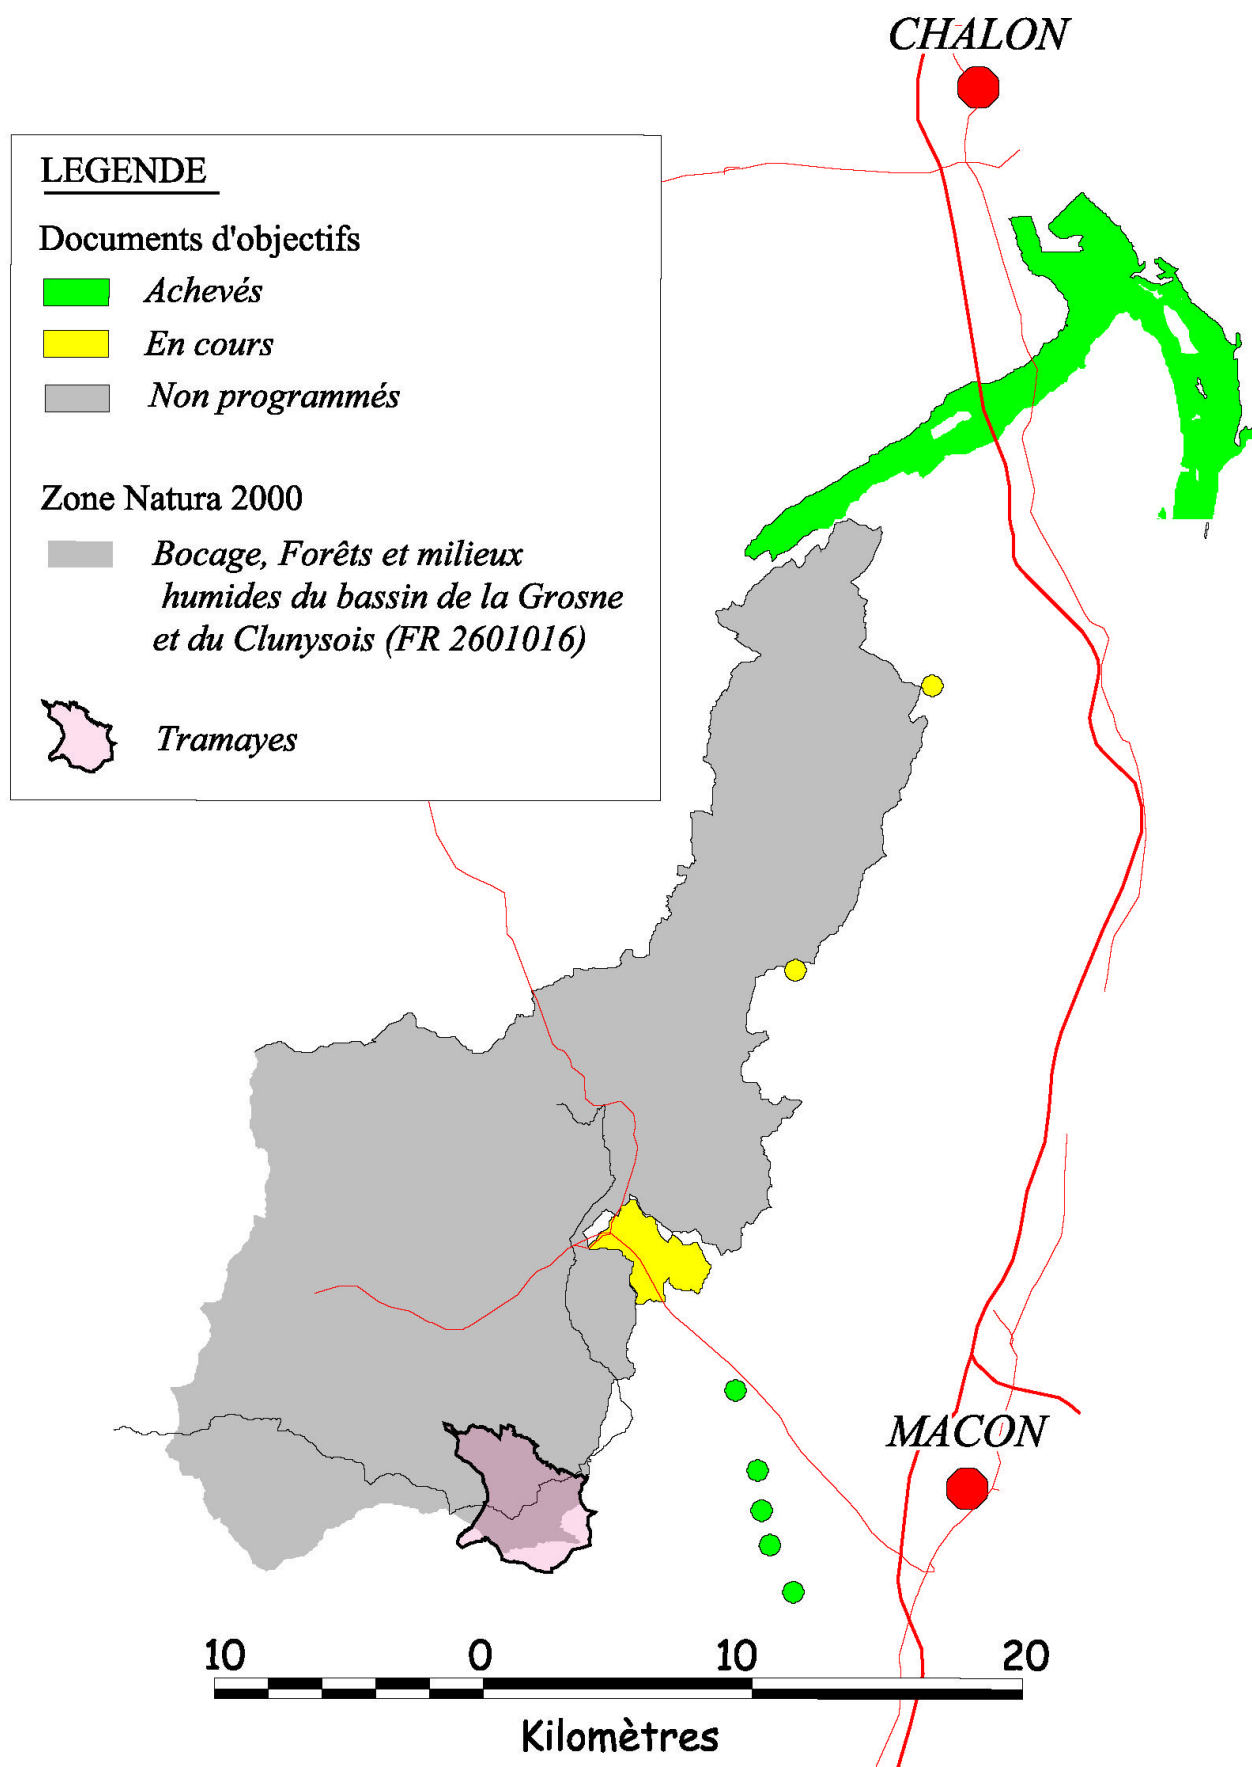 CHALON
LEGENDE
Documents d'objectifs
Achevés
En cours
Non programmés
Zone Natura 2000
Bocage, Forêts et milieux
humides du bassin de la Grosne
et du Clunysois (FR 2601016)
Tramayes
MACON
10 0 10 20
Kilomètres